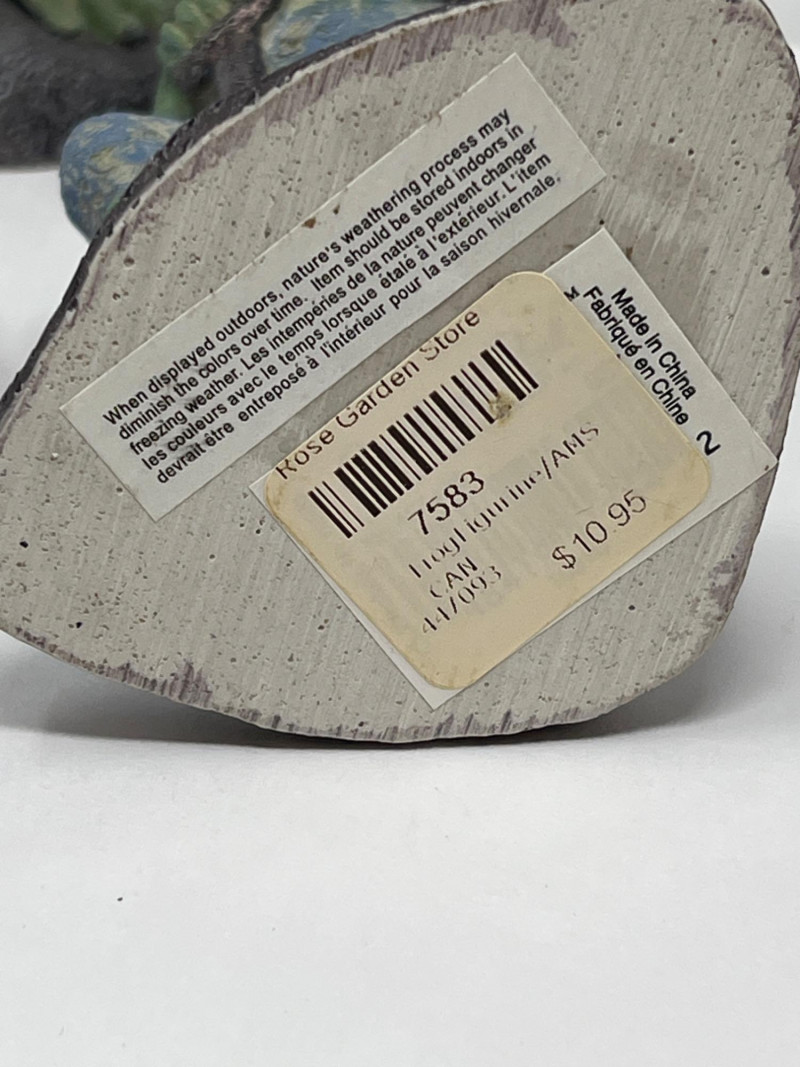 When displayed outdoors, nature's weathering process may
diminish the colors over time. Item should be stored indoors in
freezing weather. Les intempéries de la nature peuvent changer
les couleurs avec le temps lorsque étalé à l'extérieur. L'item
devrait être entreposé à l'intérieur pour la saison hivernale.
Rose Garden Store
7583
FrogFigurine/AMS
CAN
447093
$10.95
M
Made in China
Fabriqué en Chine
2